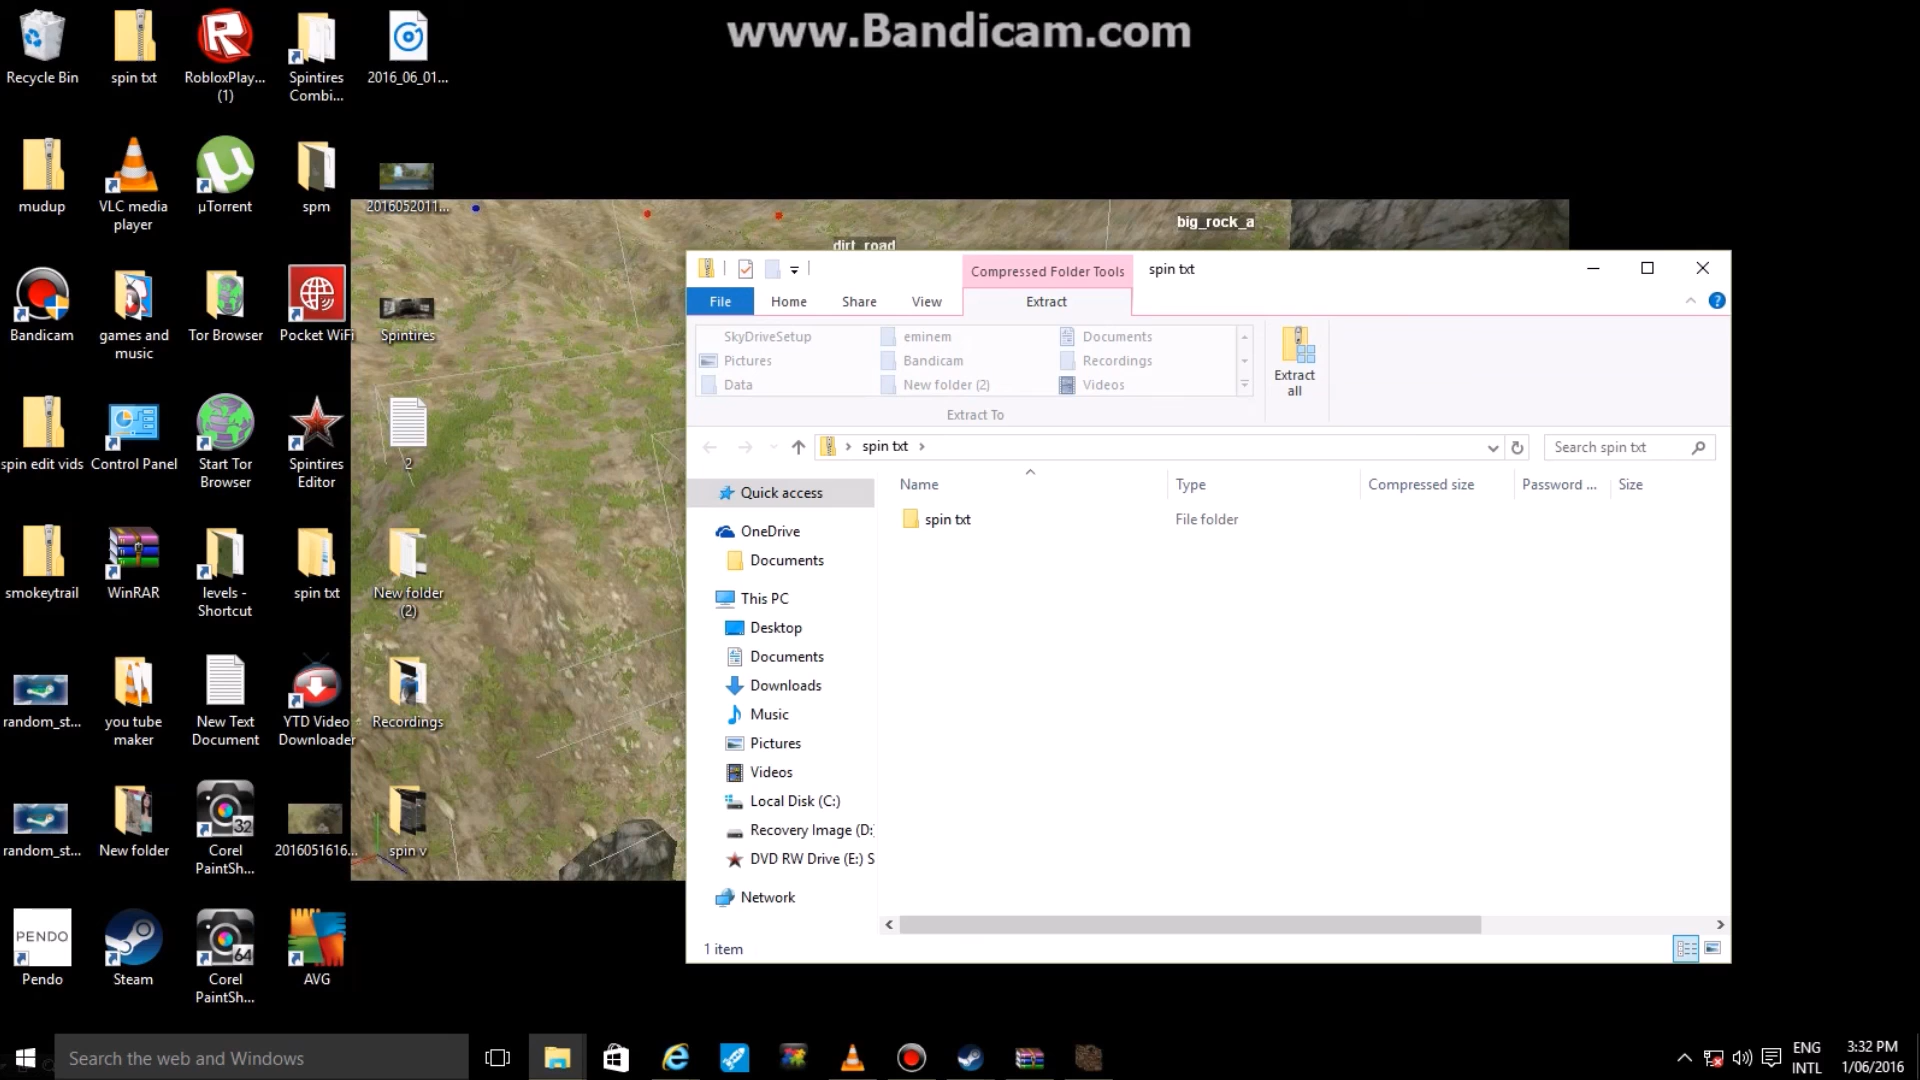 www.Bandicam.com
Recycle Bin
spin txt
RobloxPlay...
(1)
Spintires
Combi...
2016_06_01...
mudup
VLC media
player
µTorrent
spm
2016052011...
Bandicam
games and
music
Tor Browser
Pocket WiFi
Spintires
spin edit vids
Control Panel
Start Tor
Browser
Spintires
Editor
2
smokeytrail
WinRAR
levels -
Shortcut
spin txt
New folder
(2)
random_st...
you tube
maker
New Text
Document
YTD Video
Downloader
Recordings
random_st...
New folder
Corel
PaintSh...
32
2016051616...
spin v
PENDO
Pendo
Steam
Corel
PaintSh...
64
AVG
big_rock_a
dirt_road
Compressed Folder Tools
spin txt
File
Home
Share
View
Extract
SkyDriveSetup
eminem
Documents
Pictures
Bandicam
Recordings
Data
New folder (2)
Videos
Extract To
Extract
all
spin txt
Search spin txt
Name
Type
Compressed size
Password ...
Size
spin txt
File folder
Quick access
OneDrive
Documents
This PC
Desktop
Documents
Downloads
Music
Pictures
Videos
Local Disk (C:)
Recovery Image (D:)
DVD RW Drive (E:) S
Network
1 item
Search the web and Windows
ENG
INTL
3:32 PM
1/06/2016